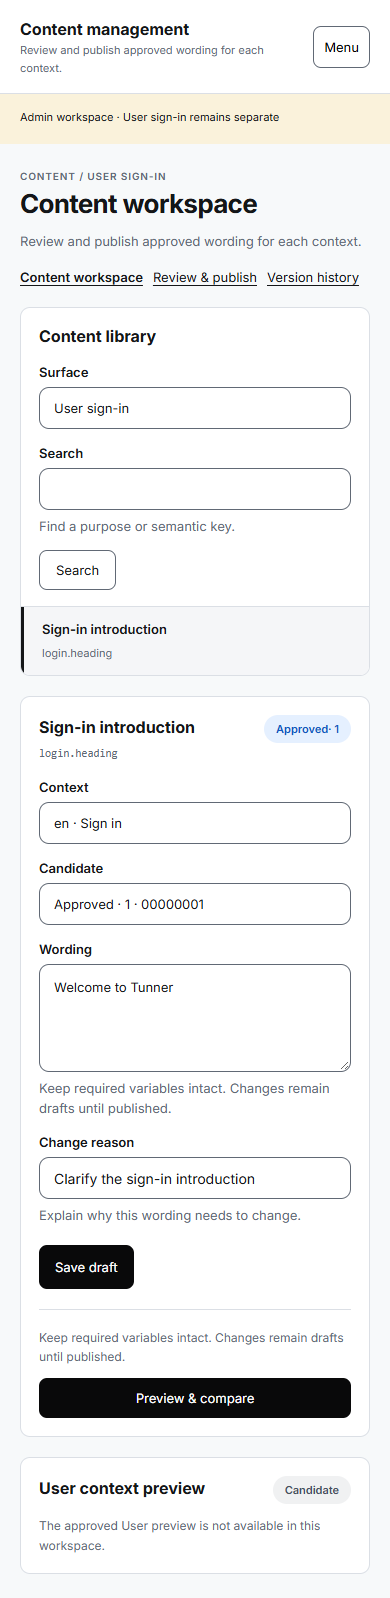 Content management
Review and publish approved wording for each
context.
Menu
Admin workspace · User sign-in remains separate
CONTENT / USER SIGN-IN
Content workspace
Review and publish approved wording for each context.
Content workspace Review & publish Version history
Content library
Surface
User sign-in
Search
Find a purpose or semantic key.
Search
Sign-in introduction
login.heading
Sign-in introduction
Approved· 1
login.heading
Context
en · Sign in
Candidate
Approved · 1 · 00000001
Wording
Welcome to Tunner
Keep required variables intact. Changes remain
drafts until published.
Change reason
Clarify the sign-in introduction
Explain why this wording needs to change.
Save draft
Keep required variables intact. Changes remain drafts
until published.
Preview & compare
User context preview
Candidate
The approved User preview is not available in this
workspace.